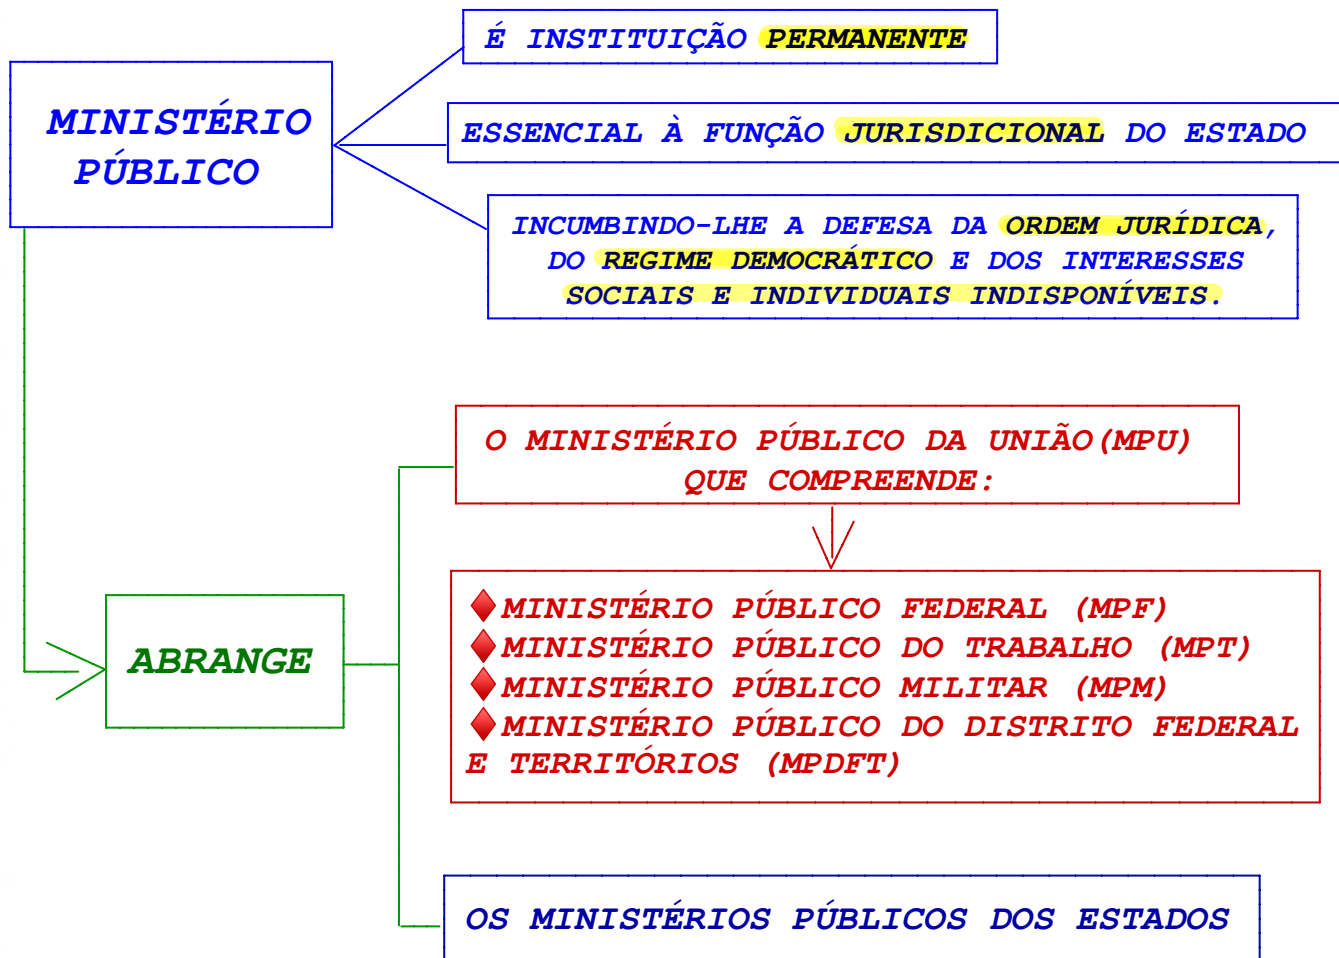 É INSTITUIÇÃO PERMANENTE
MINISTÉRIO
PÚBLICO
ESSENCIAL À FUNÇÃO JURISDICIONAL DO ESTADO
INCUMBINDO-LHE A DEFESA DA ORDEM JURÍDICA,
DO REGIME DEMOCRÁTICO E DOS INTERESSES
SOCIAIS E INDIVIDUAIS INDISPONÍVEIS.
O MINISTÉRIO PÚBLICO DA UNIÃO(MPU)
QUE COMPREENDE:
ABRANGE
MINISTÉRIO PÚBLICO FEDERAL (MPF)
MINISTÉRIO PÚBLICO DO TRABALHO (MPT)
MINISTÉRIO PÚBLICO MILITAR (MPM)
MINISTÉRIO PÚBLICO DO DISTRITO FEDERAL
E TERRITÓRIOS (MPDFT)
OS MINISTÉRIOS PÚBLICOS DOS ESTADOS